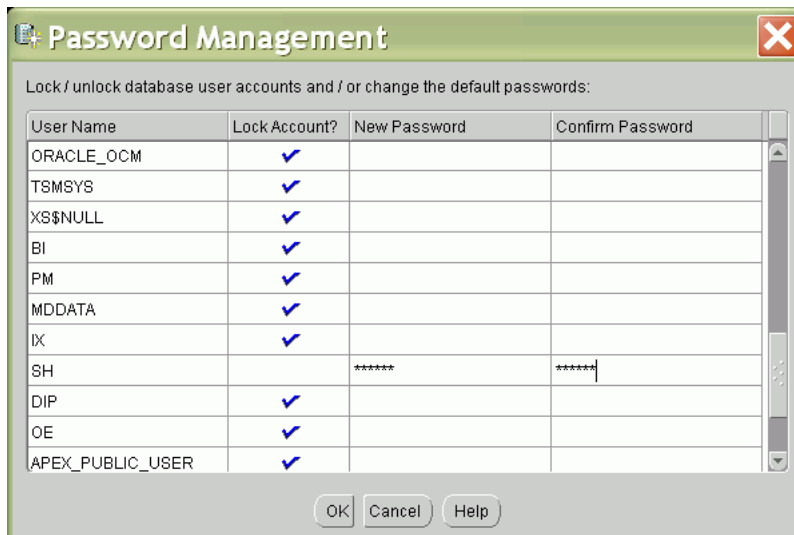 Password Management
Lock / unlock database user accounts and / or change the default passwords:
User Name Lock Account? New Password Confirm Password
ORACLE_OCM
TSMSYS
XS$NULL
BI
PM
MDDATA
IX
SH ****** ******
DIP
OE
APEX_PUBLIC_USER
OK Cancel Help